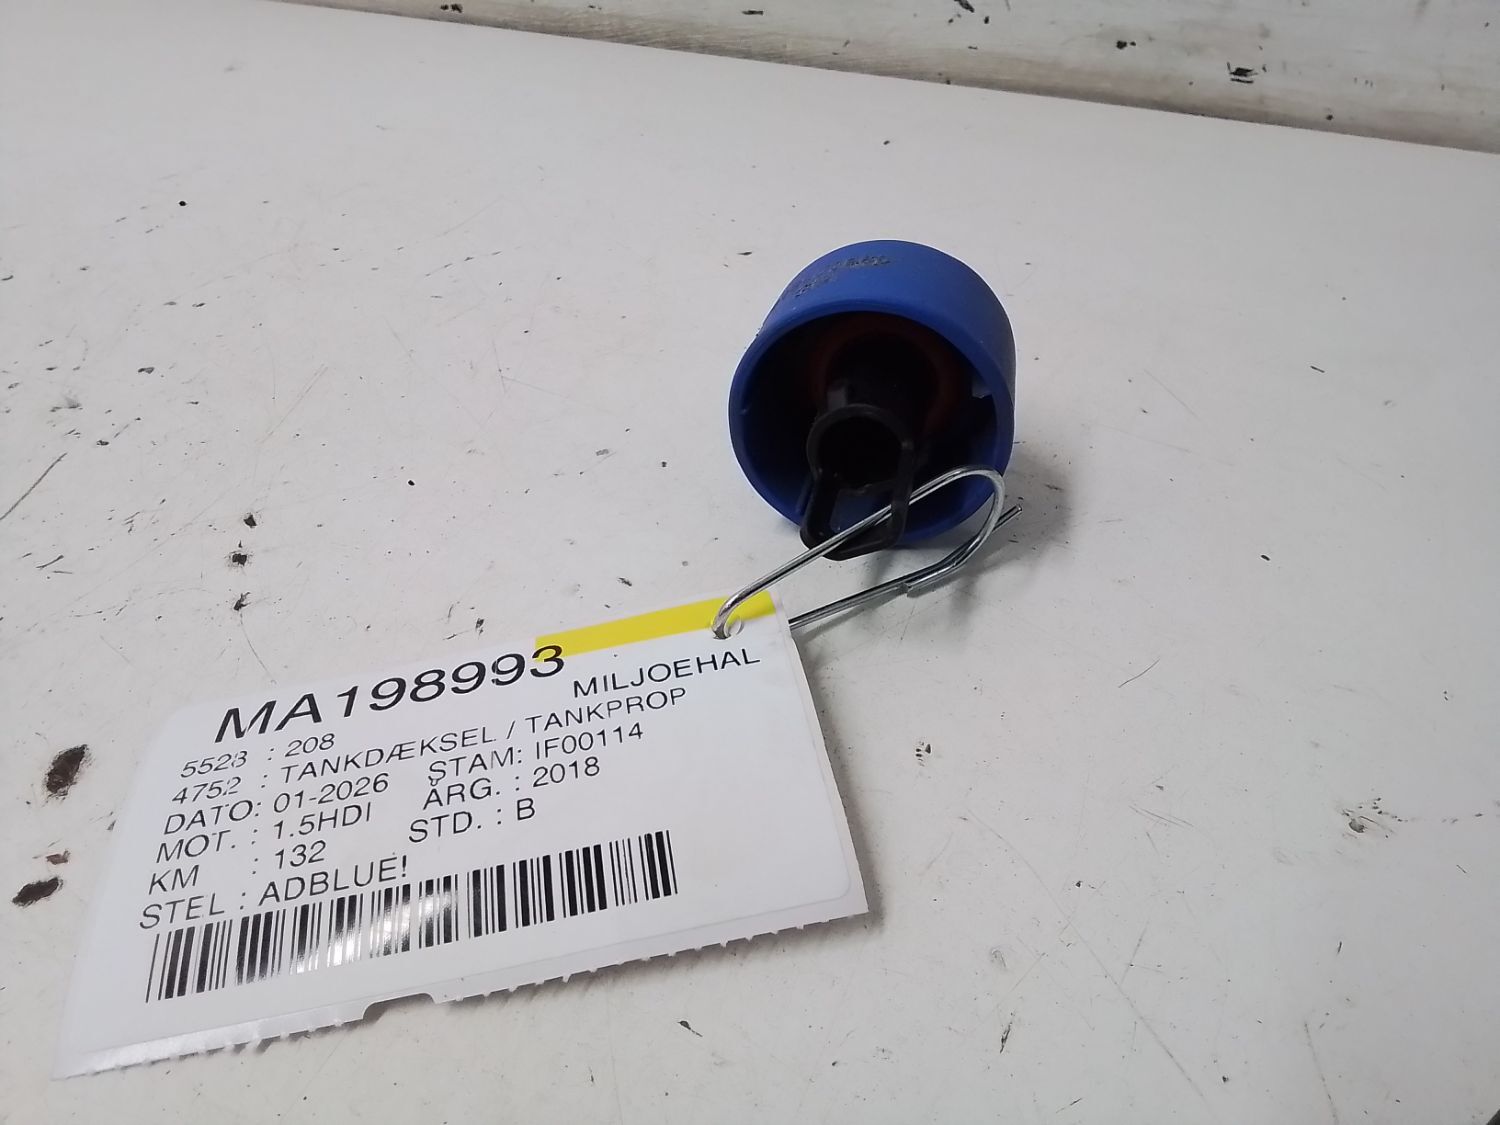 MA198993
MILJOEHAL
5528 : 208
4752 : TANKDÆKSEL / TANKPROP
DATO: 01-2026 STAM: IF00114
MOT. : 1.5HDI ÅRG. : 2018
KM : 132 STD. : B
STEL : ADBLUE!